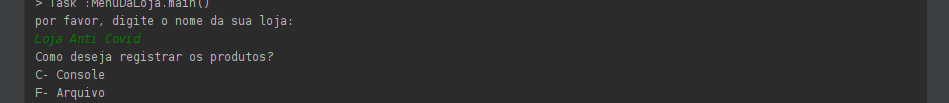 > Task :MenuDaLoja.main()
por favor, digite o nome da sua loja:
Loja Anti Covid
Como deseja registrar os produtos?
C- Console
F- Arquivo